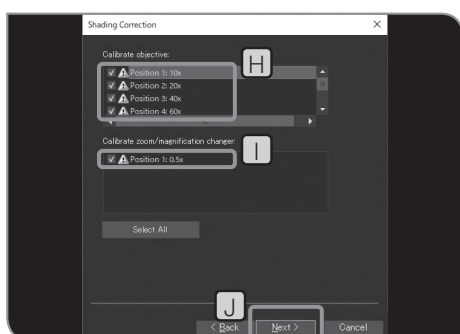 Shading Correction
Calibrate objective:
H
Position 1: 10x
Position 2: 20x
Position 3: 40x
Position 4: 60x
Calibrate zoom/magnification changer:
I
Position 1: 0.5x
Select All
J
< Back Next > Cancel